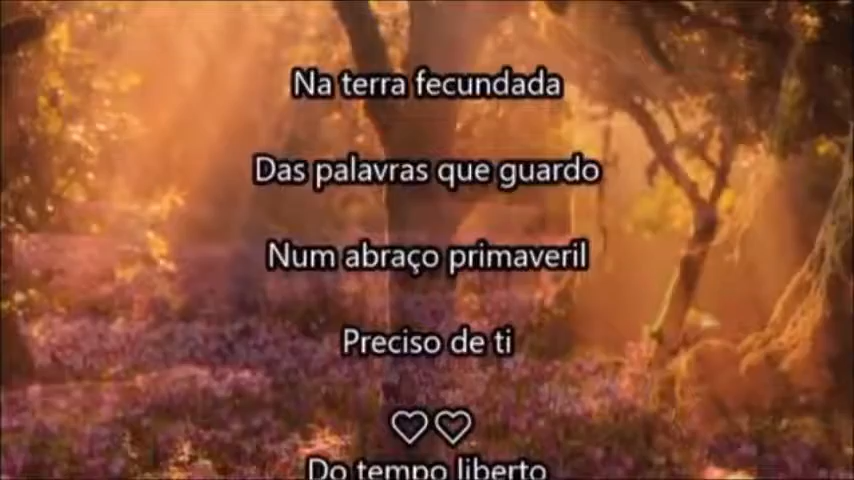 Na terra fecundada
Das palavras que guardo
Num abraço primaveril
Preciso de ti
♡♡
Do tempo liberto